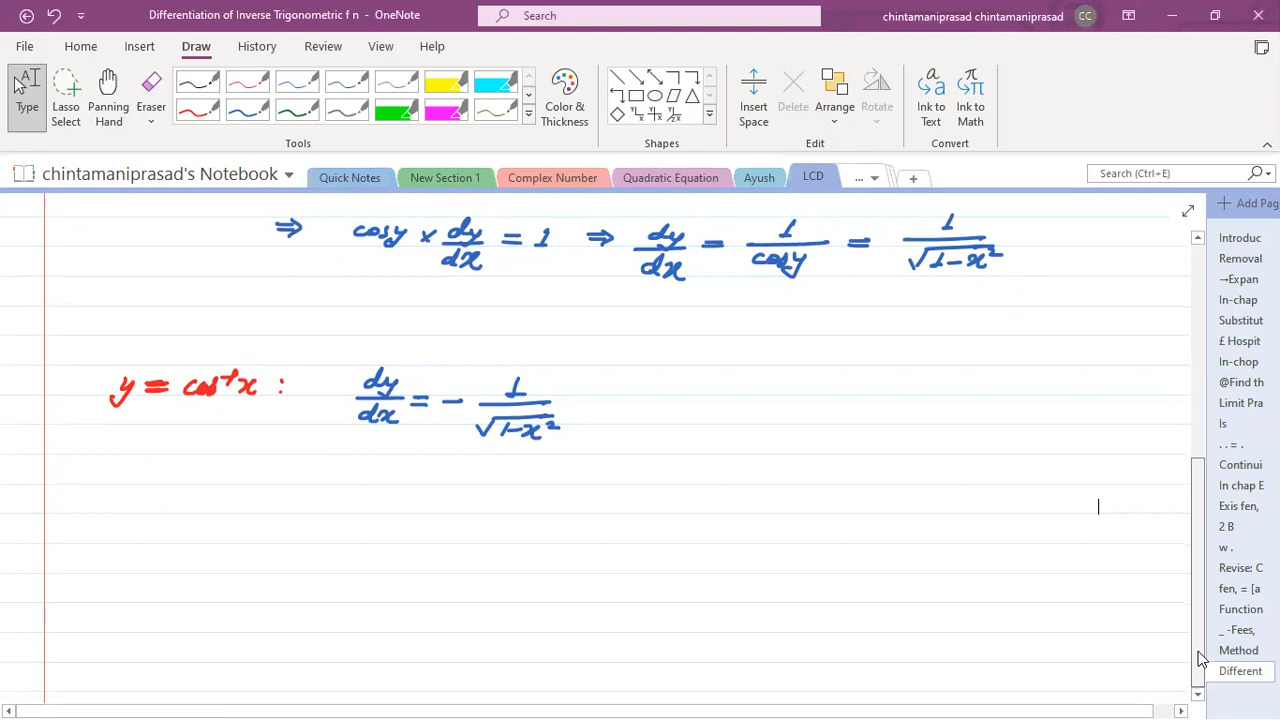 Differentiation of Inverse Trigonometric f n - OneNote
Search
chintamaniprasad chintamaniprasad CC
File Home Insert Draw History Review View Help
Type
Lasso Select
Panning Hand
Eraser
Color & Thickness
Insert Space
Delete
Arrange
Rotate
Ink to Text
Ink to Math
Tools Shapes Edit Convert
chintamaniprasad's Notebook Quick Notes New Section 1 Complex Number Quadratic Equation Ayush LCD ... + Search (Ctrl+E)
Add Pag
⇒ cosy × dy/dx = 1 ⇒ dy/dx = 1/cosy = 1/√(1-x²)
y = cos⁻¹x : dy/dx = - 1/√(1-x²)
Introduc
Removal
→Expan
In-chap
Substitut
£ Hospit
In-chop
@Find th
Limit Pra
ls
. . = .
Continui
In chap E
Exis fen,
2 B
w .
Revise: C
fen, = [a
Function
_ -Fees,
Method
Different